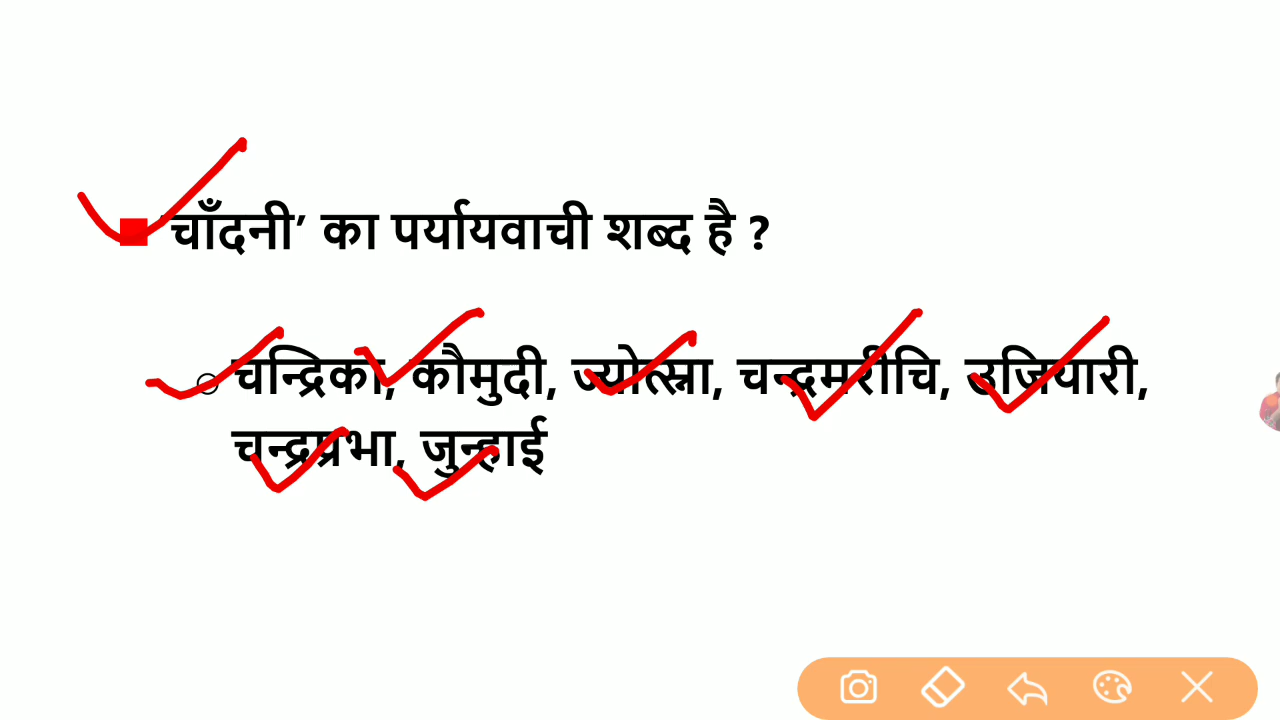 ‘चाँदनी’ का पर्यायवाची शब्द है ?
चन्द्रिका, कौमुदी, ज्योत्स्ना, चन्द्रमरीचि, उजियारी,
चन्द्रप्रभा, जुन्हाई